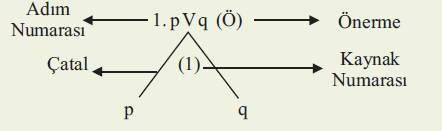 Adım
Numarası
1. p V q (Ö)
Önerme
Çatal
(1)
Kaynak
Numarası
p
q